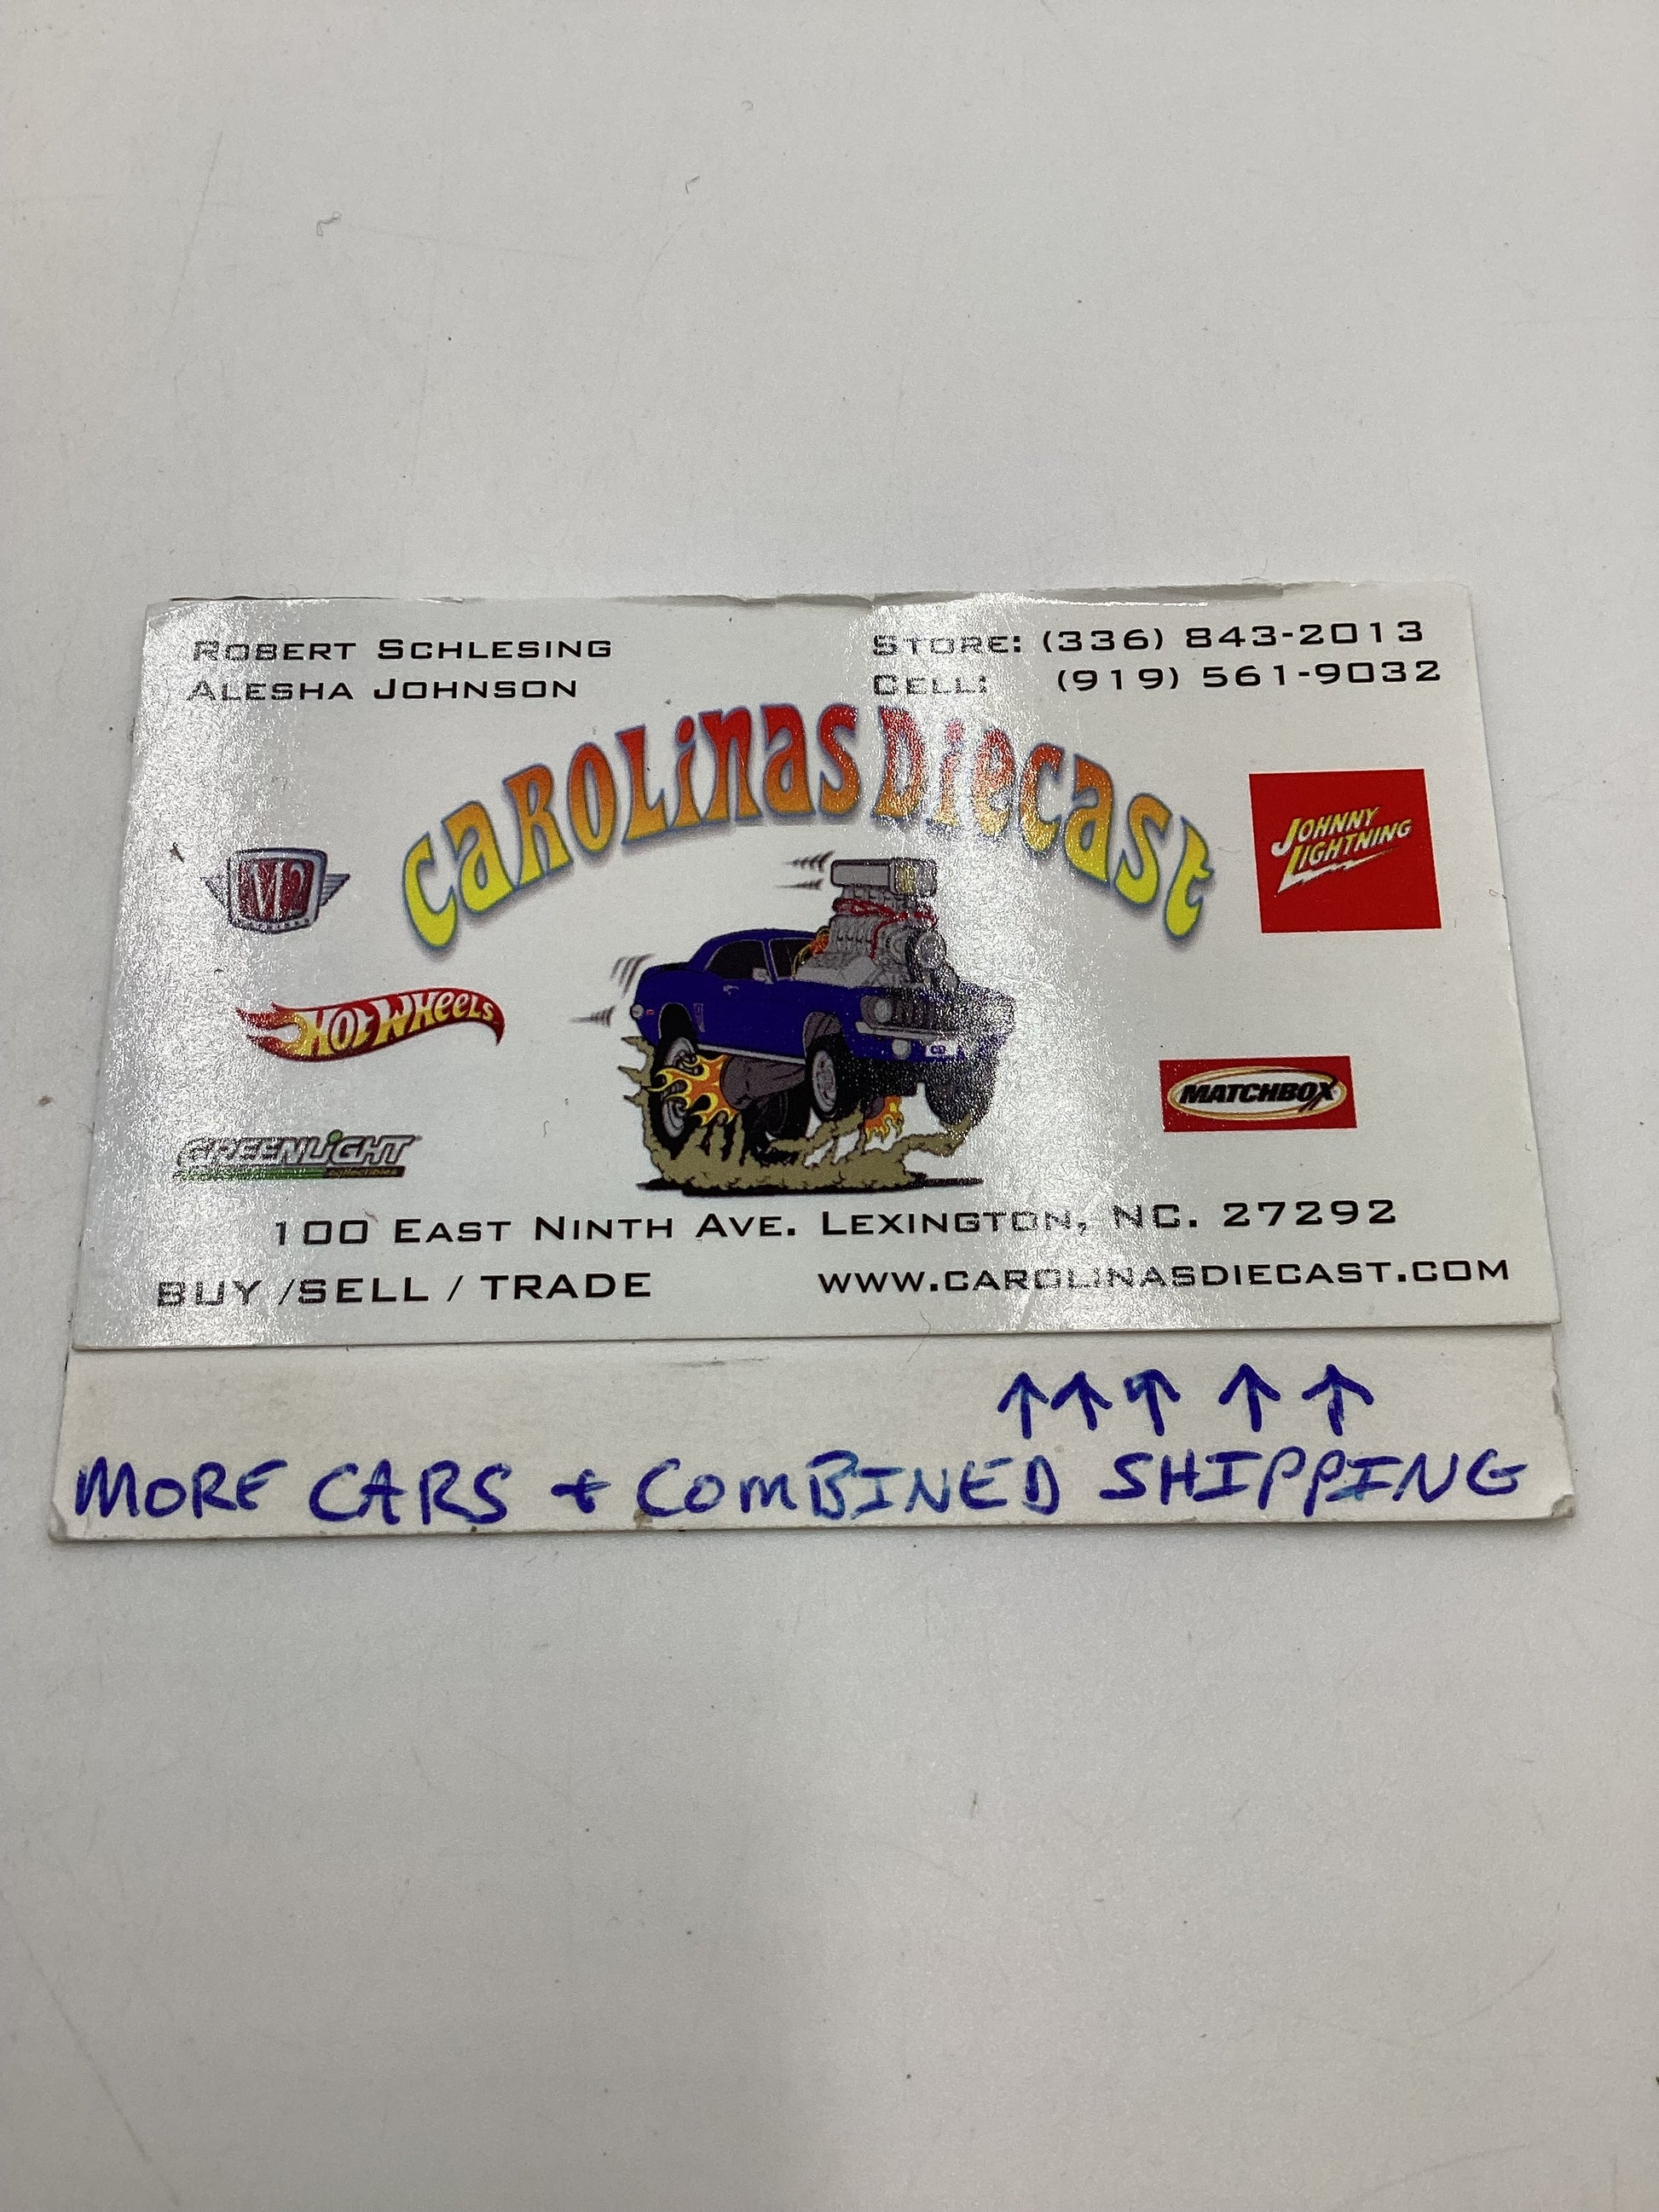 ROBERT SCHLESING
ALESHA JOHNSON
STORE: (336) 843-2013
CELL: (919) 561-9032
CAROLINAS DIECAST
M2
JOHNNY
LIGHTNING
HOT WHEELS
MATCHBOX
GREENLIGHT
collectibles
100 EAST NINTH AVE. LEXINGTON, NC. 27292
BUY /SELL / TRADE
WWW.CAROLINASDIECAST.COM
↑↑↑ ↑ ↑
MORE CARS + COMBINED SHIPPING